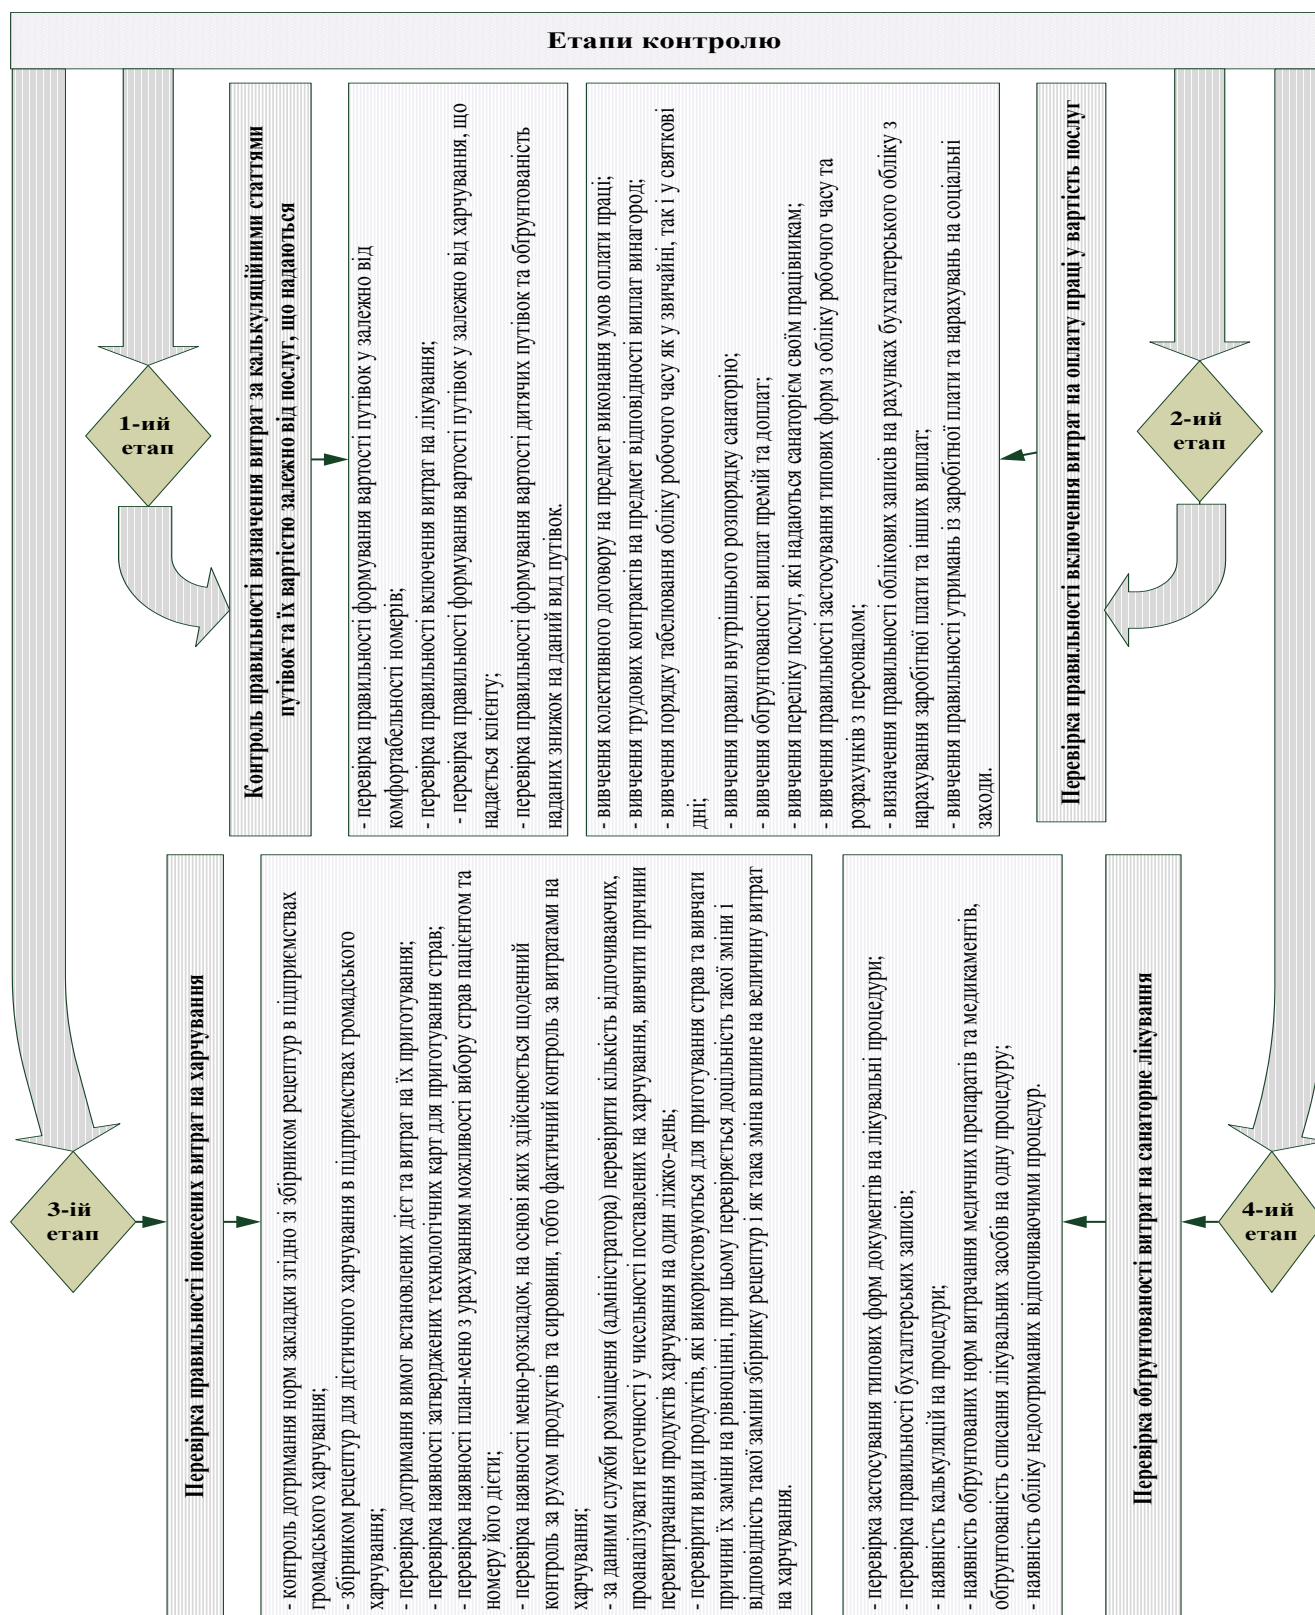 Етапи контролю
1-ий
етап
Контроль правильності визначення витрат за калькуляційними статтями
путівок та їх вартістю залежно від послуг, що надаються
- перевірка правильності формування вартості путівок у залежно від
комфортабельності номерів;
- перевірка правильності включення витрат на лікування;
- перевірка правильності формування вартості путівок у залежно від харчування, що
надається клієнту;
- перевірка правильності формування вартості дитячих путівок та обґрунтованість
наданих знижок на даний вид путівок.
2-ий
етап
Перевірка правильності включення витрат на оплату праці у вартість послуг
- вивчення колективного договору на предмет виконання умов оплати праці;
- вивчення трудових контрактів на предмет відповідності виплат винагород;
- вивчення порядку табелювання обліку робочого часу як у звичайні, так і у святкові
дні;
- вивчення правил внутрішнього розпорядку санаторію;
- вивчення обґрунтованості виплат премій та доплат;
- вивчення переліку послуг, які надаються санаторієм своїм працівникам;
- вивчення правильності застосування типових форм з обліку робочого часу та
розрахунків з персоналом;
- визначення правильності облікових записів на рахунках бухгалтерського обліку з
нарахування заробітної плати та інших виплат;
- вивчення правильності утримань із заробітної плати та нарахувань на соціальні
заходи.
3-ій
етап
Перевірка правильності понесених витрат на харчування
- контроль дотримання норм закладки згідно зі збірником рецептур в підприємствах
громадського харчування;
- збірником рецептур для дієтичного харчування в підприємствах громадського
харчування;
- перевірка дотримання вимог встановлених дієт та витрат на їх приготування;
- перевірка наявності затверджених технологічних карт для приготування страв;
- перевірка наявності план-меню з урахуванням можливості вибору страв пацієнтом та
номеру його дієти;
- перевірка наявності меню-розкладок, на основі яких здійснюється щоденний
контроль за рухом продуктів та сировини, тобто фактичний контроль за витратами на
харчування;
- за даними служби розміщення (адміністратора) перевірити кількість відпочиваючих,
проаналізувати неточності у чисельності поставлених на харчування, вивчити причини
перевитрачання продуктів харчування на один ліжко-день;
- перевірити види продуктів, які використовуються для приготування страв та вивчати
причини їх заміни на рівноцінні, при цьому перевіряється доцільність такої зміни і
відповідність такої заміни збірнику рецептур і як така зміна вплине на величину витрат
на харчування.
4-ий
етап
Перевірка обґрунтованості витрат на санаторне лікування
- перевірка застосування типових форм документів на лікувальні процедури;
- перевірка правильності бухгалтерських записів;
- наявність калькуляцій на процедури;
- наявність обґрунтованих норм витрачання медичних препаратів та медикаментів,
обґрунтованість списання лікувальних засобів на одну процедуру;
- наявність обліку недоотриманих відпочиваючими процедур.